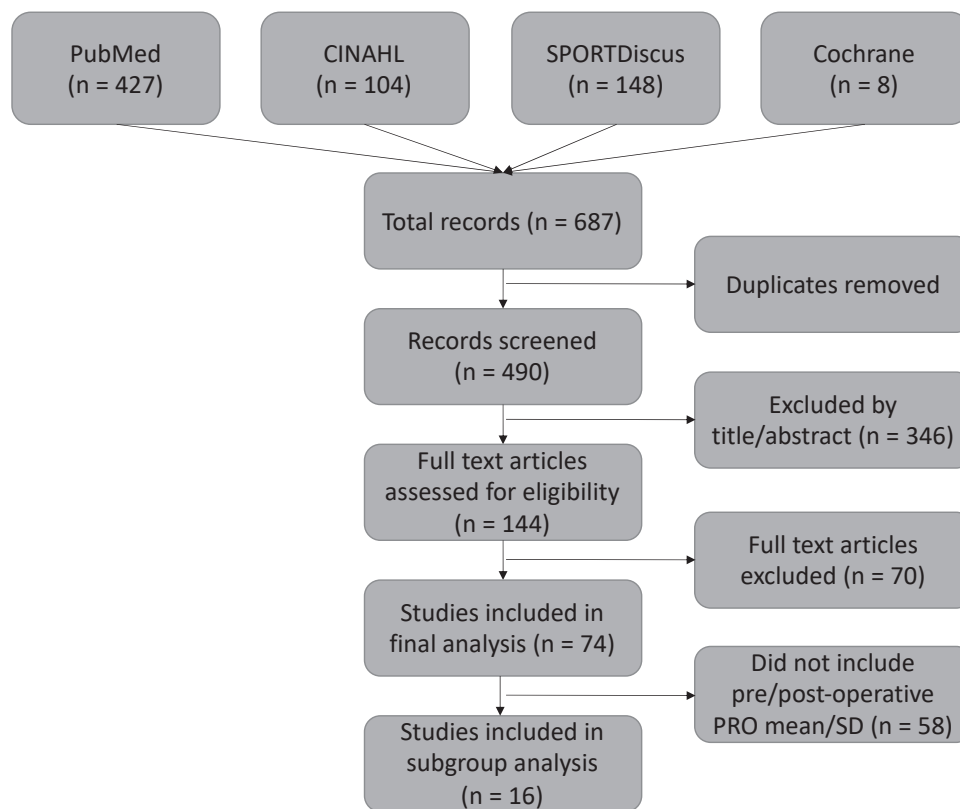 PubMed
(n = 427)
CINAHL
(n = 104)
SPORTDiscus
(n = 148)
Cochrane
(n = 8)
Total records (n = 687)
Duplicates removed
Records screened
(n = 490)
Excluded by
title/abstract (n = 346)
Full text articles
assessed for eligibility
(n = 144)
Full text articles
excluded (n = 70)
Studies included in
final analysis (n = 74)
Did not include
pre/post-operative
PRO mean/SD (n = 58)
Studies included in
subgroup analysis
(n = 16)